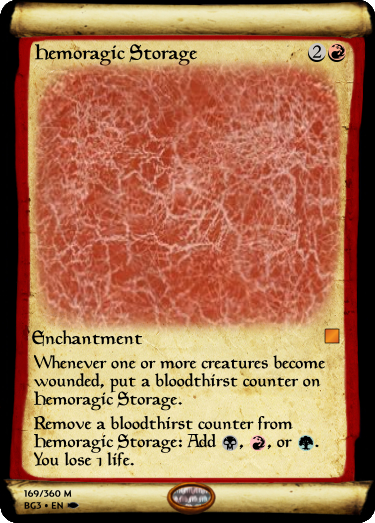 Hemoragic Storage 2
Enchantment
Whenever one or more creatures become
wounded, put a bloodthirst counter on
Hemoragic Storage.
Remove a bloodthirst counter from
Hemoragic Storage: Add , , or .
You lose 1 life.
169/360 M
BG3 • EN